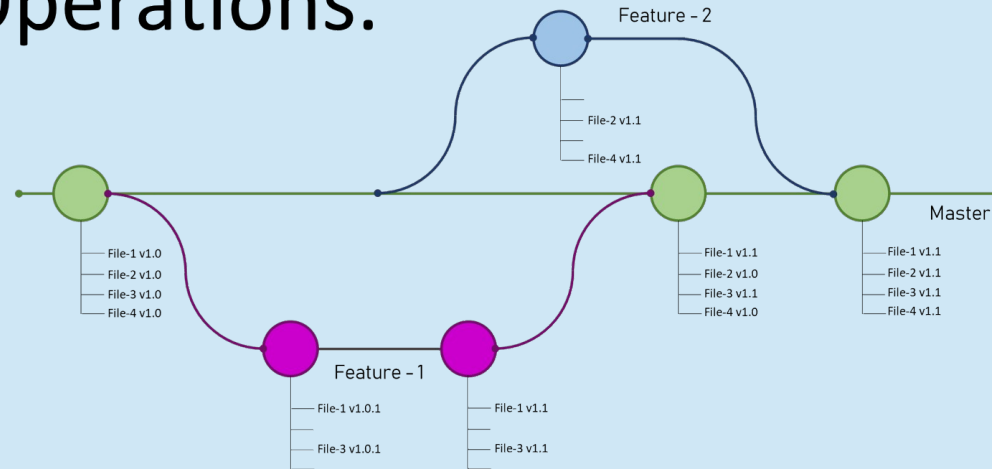 Operations.
Feature - 2
File-2 v1.1
File-4 v1.1
Master
File-1 v1.0
File-2 v1.0
File-3 v1.0
File-4 v1.0
File-1 v1.1
File-2 v1.0
File-3 v1.1
File-4 v1.0
File-1 v1.1
File-2 v1.1
File-3 v1.1
File-4 v1.1
Feature - 1
File-1 v1.0.1
File-3 v1.0.1
File-1 v1.1
File-3 v1.1